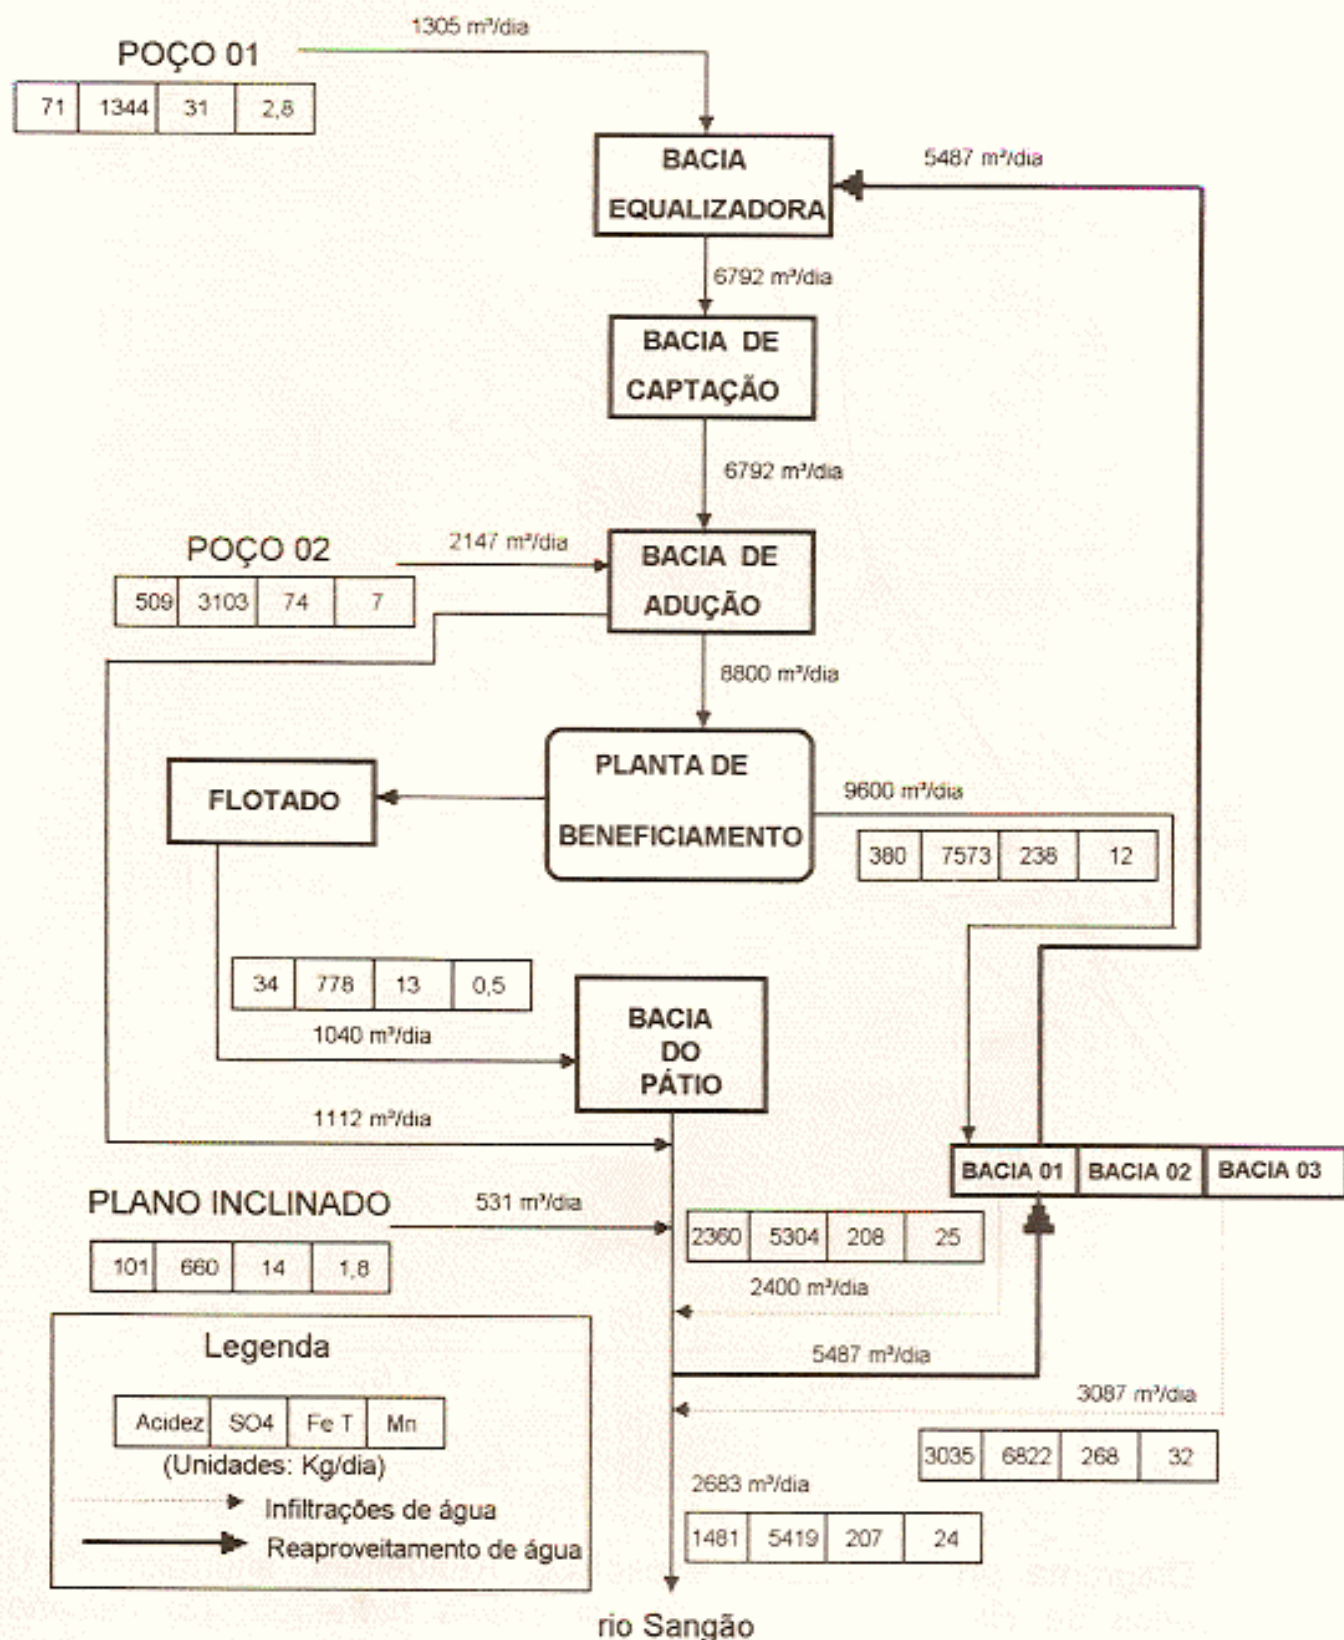 1305 m³/dia
POÇO 01
71 1344 31 2,8
BACIA
EQUALIZADORA
5487 m³/dia
6792 m³/dia
BACIA DE
CAPTAÇÃO
6792 m³/dia
POÇO 02
2147 m³/dia
509 3103 74 7
BACIA DE
ADUÇÃO
8800 m³/dia
FLOTADO
PLANTA DE
BENEFICIAMENTO
9600 m³/dia
380 7573 238 12
34 778 13 0,5
1040 m³/dia
BACIA
DO
PÁTIO
1112 m³/dia
BACIA 01 BACIA 02 BACIA 03
PLANO INCLINADO
531 m³/dia
101 660 14 1,8
2360 5304 208 25
2400 m³/dia
5487 m³/dia
3087 m³/dia
3035 6822 268 32
Legenda
Acidez SO4 Fe T Mn
(Unidades: Kg/dia)
Infiltrações de água
Reaproveitamento de água
2683 m³/dia
1481 5419 207 24
rio Sangão